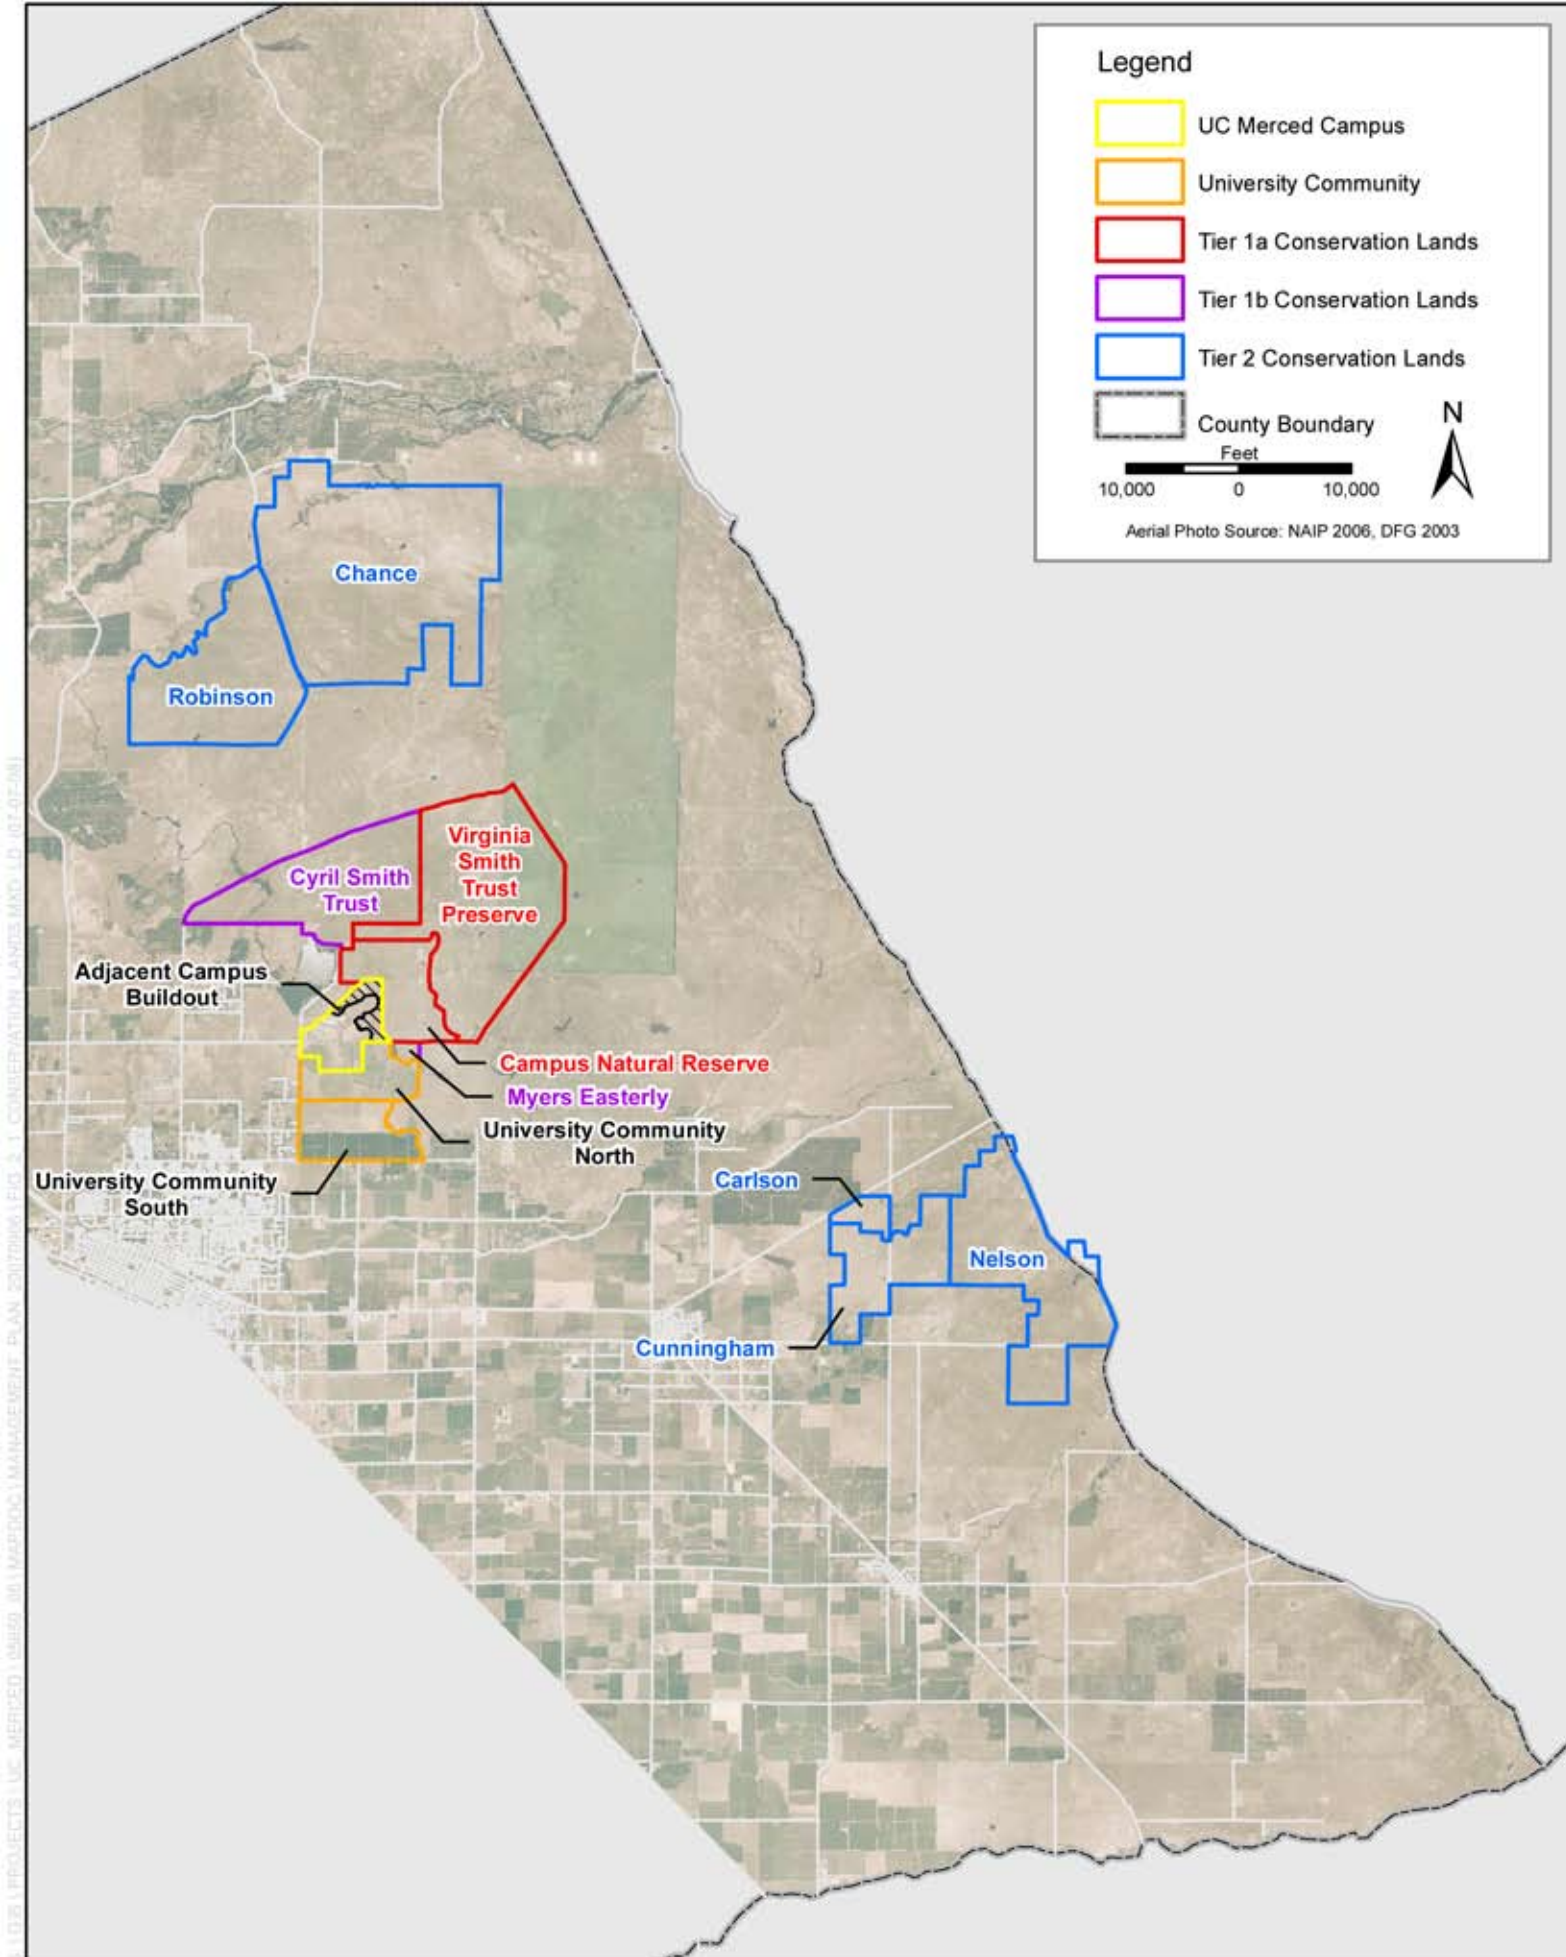 Legend
UC Merced Campus
University Community
Tier 1a Conservation Lands
Tier 1b Conservation Lands
Tier 2 Conservation Lands
County Boundary
N
Feet
10,000 0 10,000
Aerial Photo Source: NAIP 2006, DFG 2003
Chance
Robinson
Virginia
Smith
Trust
Preserve
Cyril Smith
Trust
Adjacent Campus
Buildout
Campus Natural Reserve
Myers Easterly
University Community
North
University Community
South
Carlson
Nelson
Cunningham